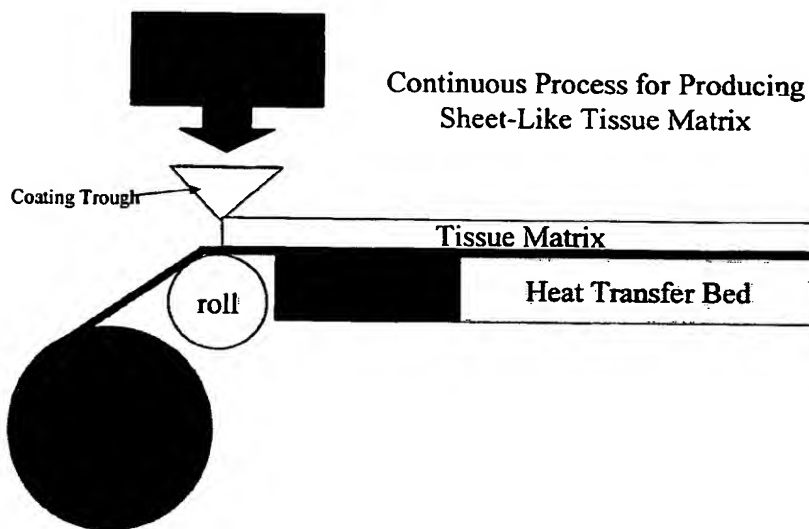 Continuous Process for Producing
Sheet-Like Tissue Matrix
Coating Trough
Tissue Matrix
roll
Heat Transfer Bed